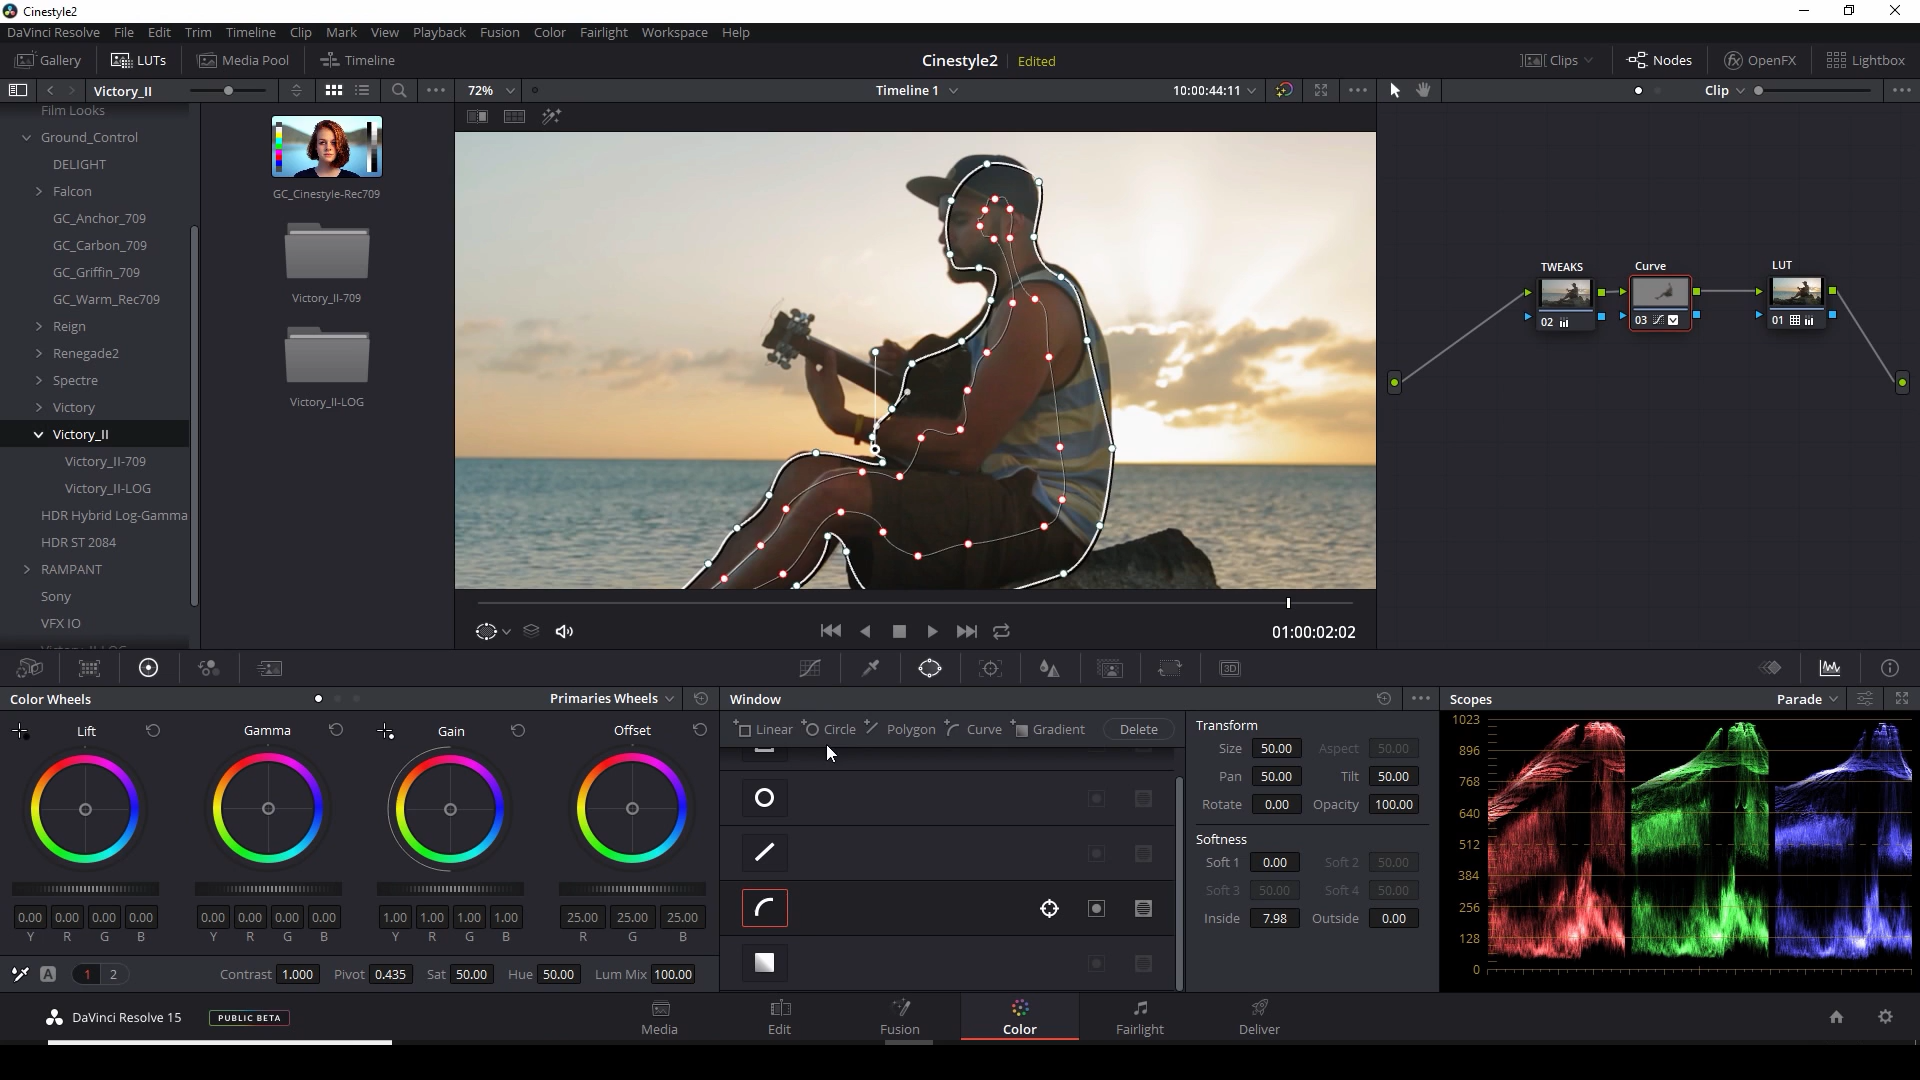 Cinestyle2
DaVinci Resolve File Edit Trim Timeline Clip Mark View Playback Fusion Color Fairlight Workspace Help
Gallery LUTs Media Pool Timeline Cinestyle2 Edited Clips Nodes OpenFX Lightbox
Victory_II 72% Timeline 1 10:00:44:11 Clip
Film Looks
Ground_Control
DELIGHT
Falcon
GC_Anchor_709
GC_Carbon_709
GC_Griffin_709
GC_Warm_Rec709
Reign
Renegade2
Spectre
Victory
Victory_II
Victory_II-709
Victory_II-LOG
HDR Hybrid Log-Gamma
HDR ST 2084
RAMPANT
Sony
VFX IO
GC_Cinestyle-Rec709
Victory_II-709
Victory_II-LOG
TWEAKS Curve LUT
02 03 01
01:00:02:02
3D
Color Wheels Primaries Wheels
Lift Gamma Gain Offset
0.00 0.00 0.00 0.00 0.00 0.00 0.00 0.00 1.00 1.00 1.00 1.00 25.00 25.00 25.00
Y R G B Y R G B Y R G B R G B
A 1 2 Contrast 1.000 Pivot 0.435 Sat 50.00 Hue 50.00 Lum Mix 100.00
Window
Linear Circle Polygon Curve Gradient Delete
Transform
Size 50.00 Aspect 50.00
Pan 50.00 Tilt 50.00
Rotate 0.00 Opacity 100.00
Softness
Soft 1 0.00 Soft 2 50.00
Soft 3 50.00 Soft 4 50.00
Inside 7.98 Outside 0.00
Scopes Parade
1023
896
768
640
512
384
256
128
0
DaVinci Resolve 15 PUBLIC BETA
Media Edit Fusion Color Fairlight Deliver